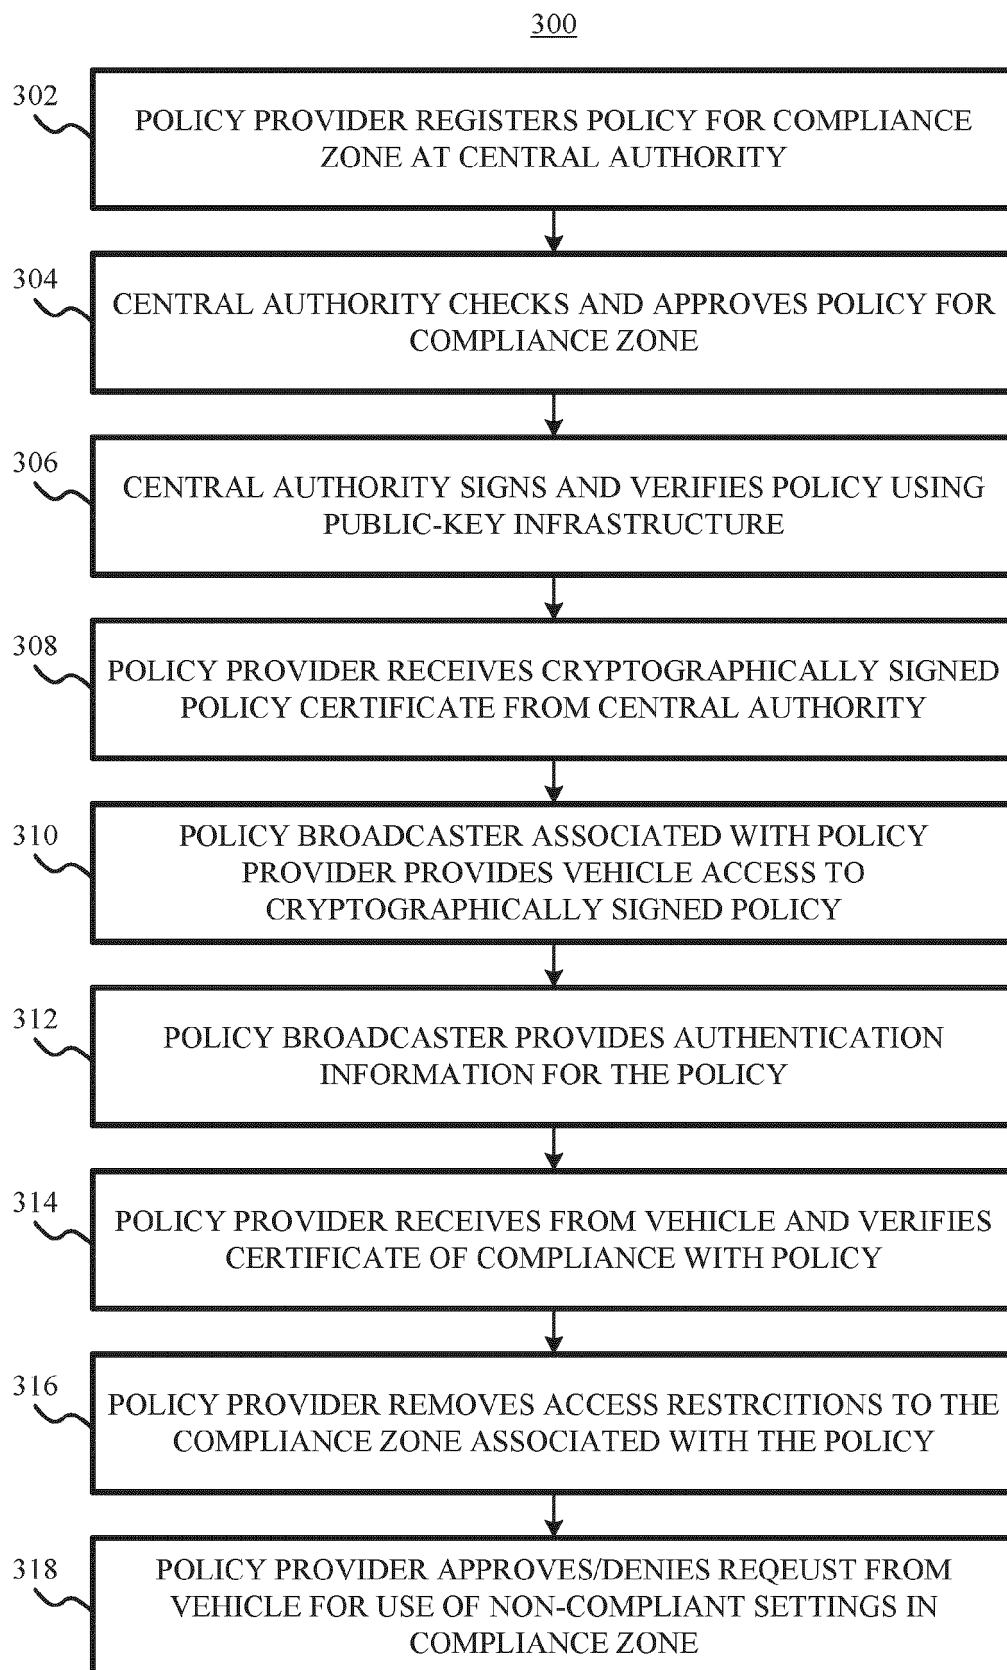 300
302
POLICY PROVIDER REGISTERS POLICY FOR COMPLIANCE
ZONE AT CENTRAL AUTHORITY
304
CENTRAL AUTHORITY CHECKS AND APPROVES POLICY FOR
COMPLIANCE ZONE
306
CENTRAL AUTHORITY SIGNS AND VERIFIES POLICY USING
PUBLIC-KEY INFRASTRUCTURE
308
POLICY PROVIDER RECEIVES CRYPTOGRAPHICALLY SIGNED
POLICY CERTIFICATE FROM CENTRAL AUTHORITY
310
POLICY BROADCASTER ASSOCIATED WITH POLICY
PROVIDER PROVIDES VEHICLE ACCESS TO
CRYPTOGRAPHICALLY SIGNED POLICY
312
POLICY BROADCASTER PROVIDES AUTHENTICATION
INFORMATION FOR THE POLICY
314
POLICY PROVIDER RECEIVES FROM VEHICLE AND VERIFIES
CERTIFICATE OF COMPLIANCE WITH POLICY
316
POLICY PROVIDER REMOVES ACCESS RESTRCITIONS TO THE
COMPLIANCE ZONE ASSOCIATED WITH THE POLICY
318
POLICY PROVIDER APPROVES/DENIES REQEUST FROM
VEHICLE FOR USE OF NON-COMPLIANT SETTINGS IN
COMPLIANCE ZONE